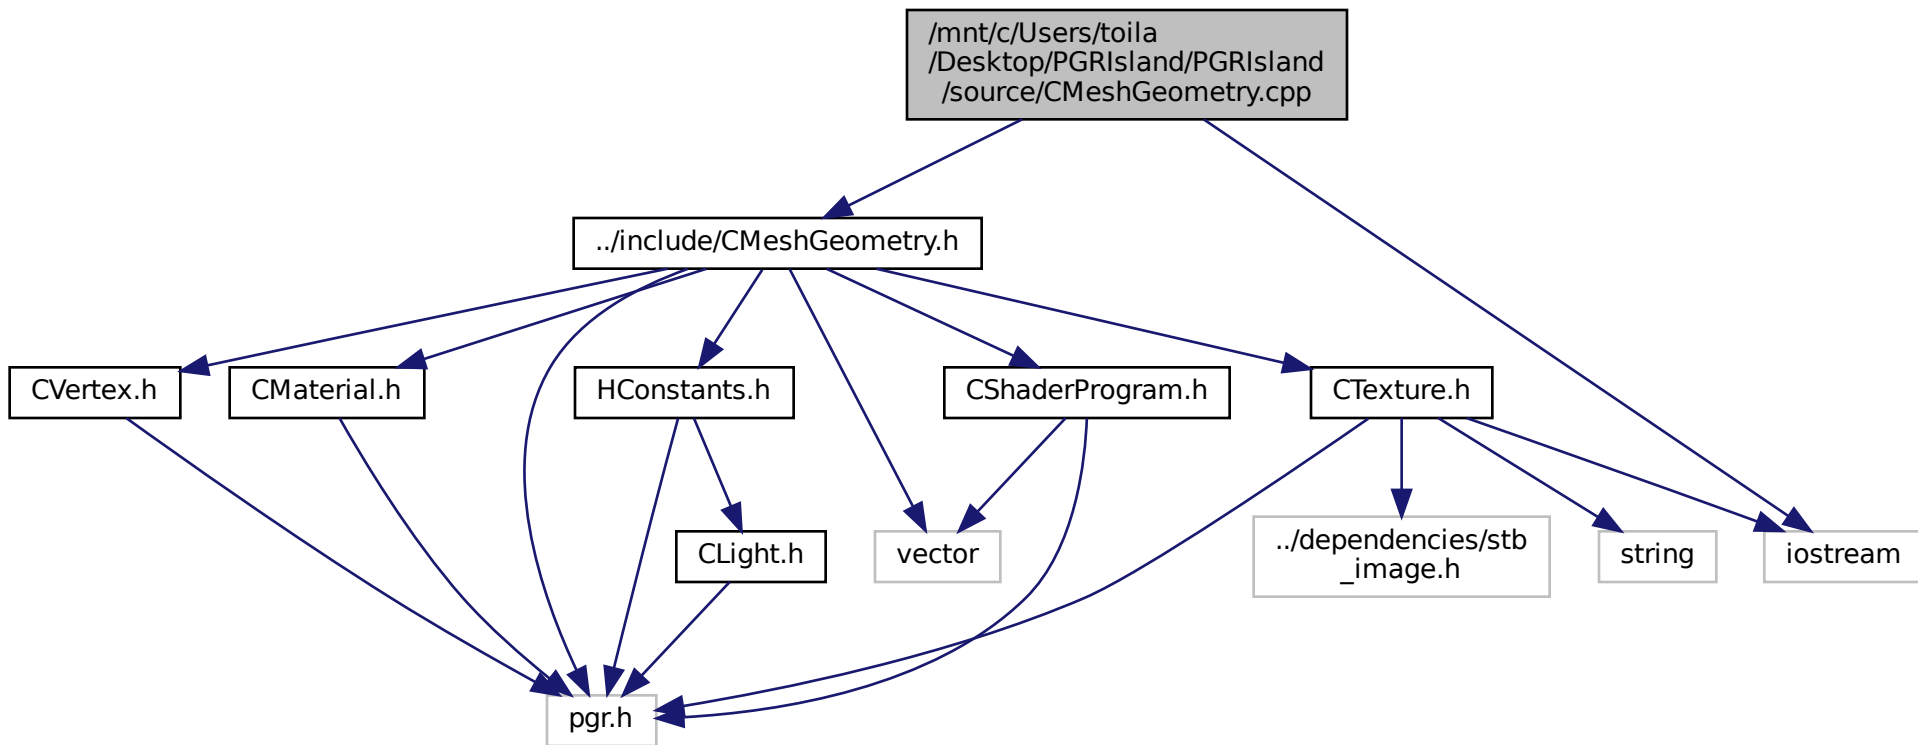 /mnt/c/Users/toila
/Desktop/PGRIsland/PGRIsland
/source/CMeshGeometry.cpp
../include/CMeshGeometry.h
CVertex.h
CMaterial.h
HConstants.h
CShaderProgram.h
CTexture.h
CLight.h
vector
../dependencies/stb
_image.h
string
iostream
pgr.h